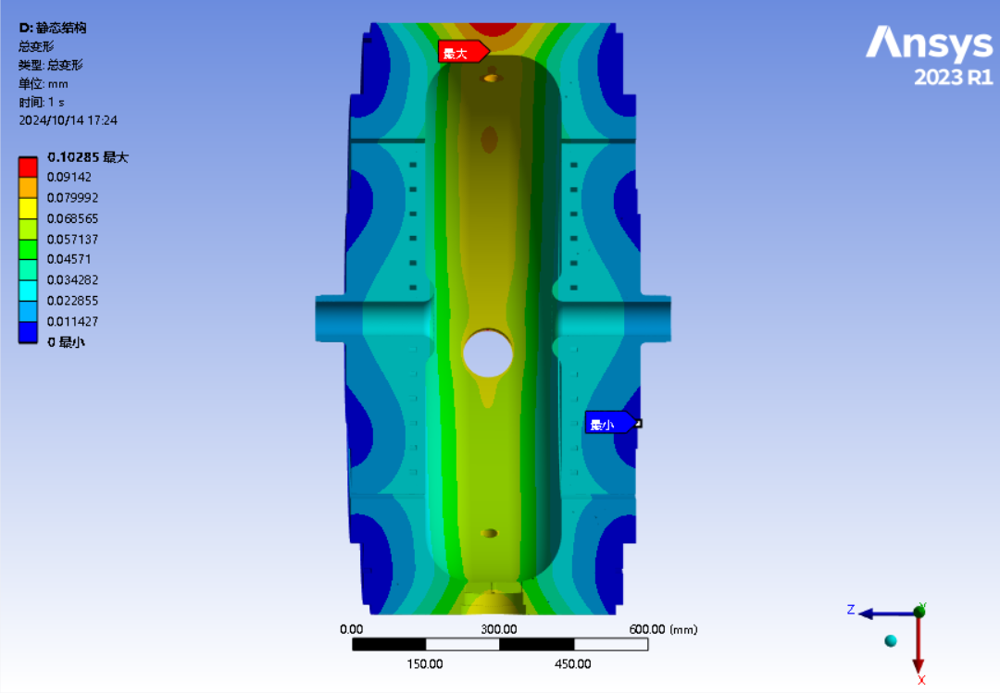 D: 静态结构
总变形
类型: 总变形
单位: mm
时间: 1 s
2024/10/14 17:24
0.10285 最大
0.09142
0.079992
0.068565
0.057137
0.04571
0.034282
0.022855
0.011427
0 最小
最大
最小
Ansys
2023 R1
0.00 300.00 600.00 (mm)
150.00 450.00
Y
Z
X